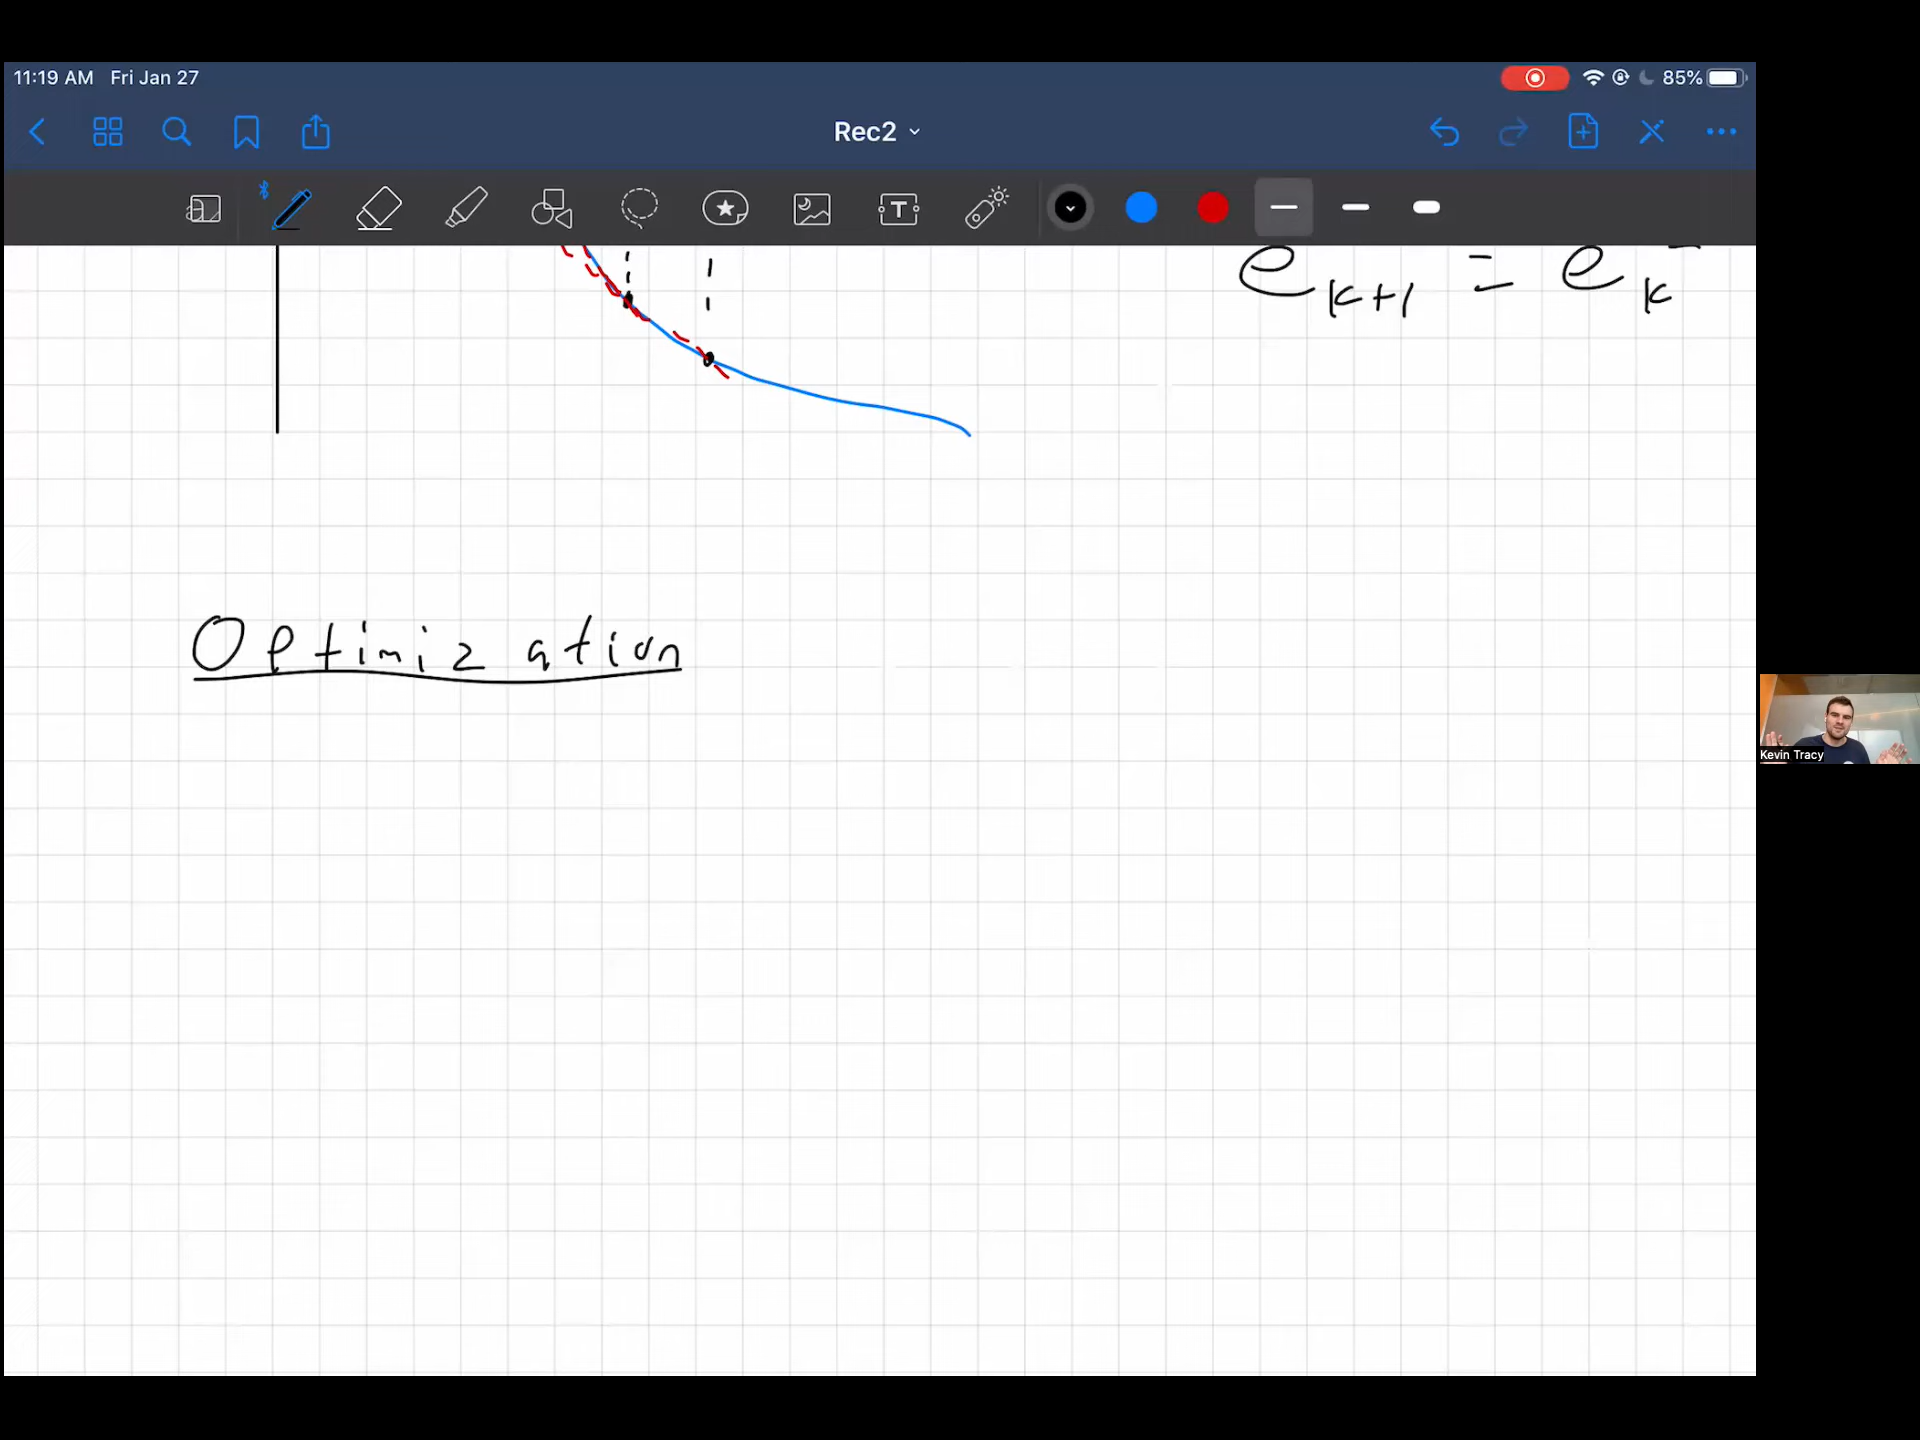 11:19 AM Fri Jan 27
85%
Rec2
T
e_{k+1} = e_k
Optimization
Kevin Tracy